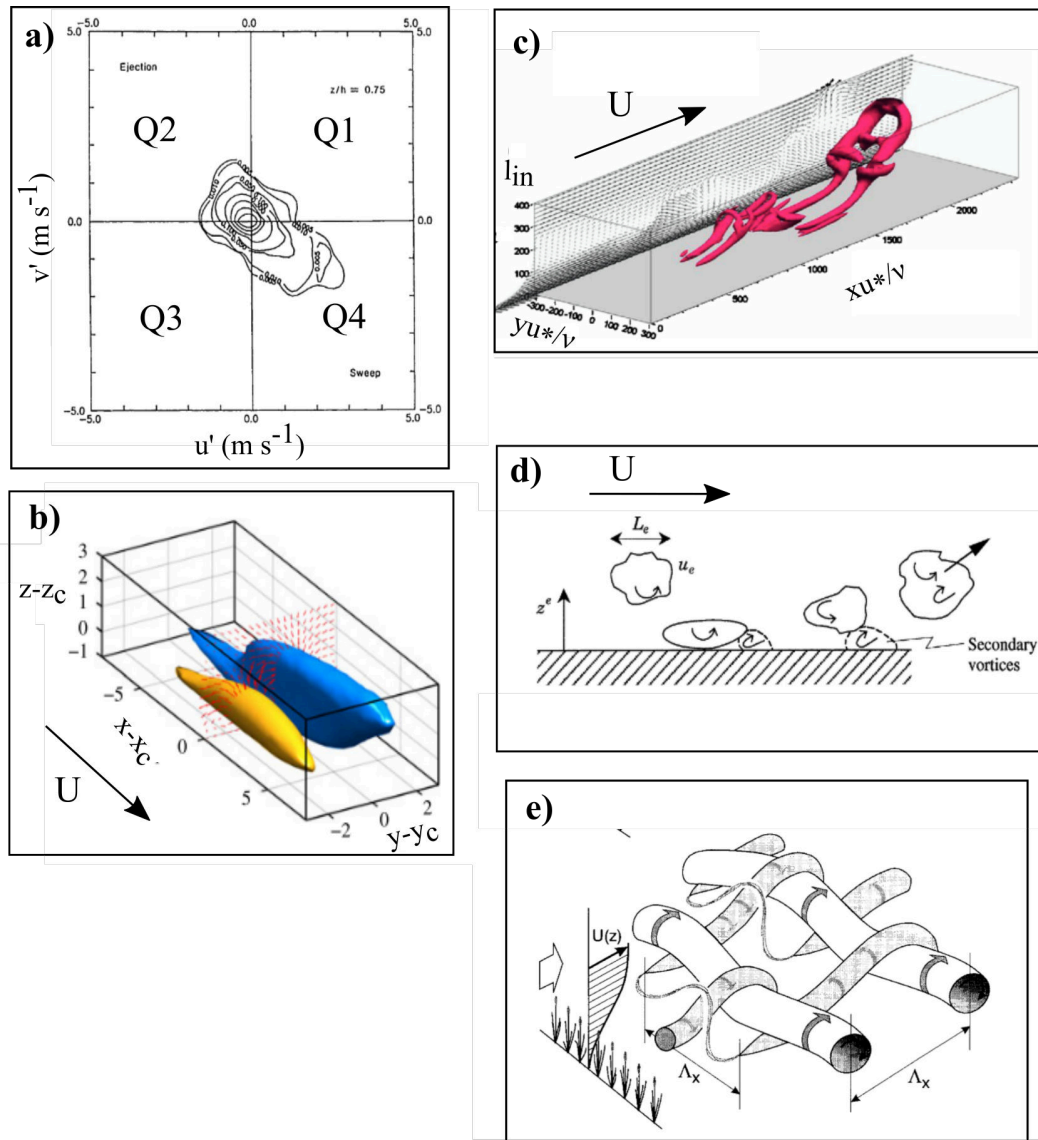 a)
-5.0 0.0 5.0
5.0 5.0
Ejection
z/h = 0.75
Q2 Q1
0.0 0.0
v' (m s-1)
Q3 Q4
Sweep
-5.0 -5.0
-5.0 0.0 5.0
u' (m s-1)
b)
3
2
z-zc 1
0
-1
-5
x-xc 0
U 5
-2 0 2
y-yc
c)
U
lin
400
300
200
100
-300 -200 -100 0 100 200 300
yu*/ν
0 500 1000 1500 2000
xu*/ν
d)
U
Le
ue
ze
Secondary
vortices
e)
U(z)
Λx Λx